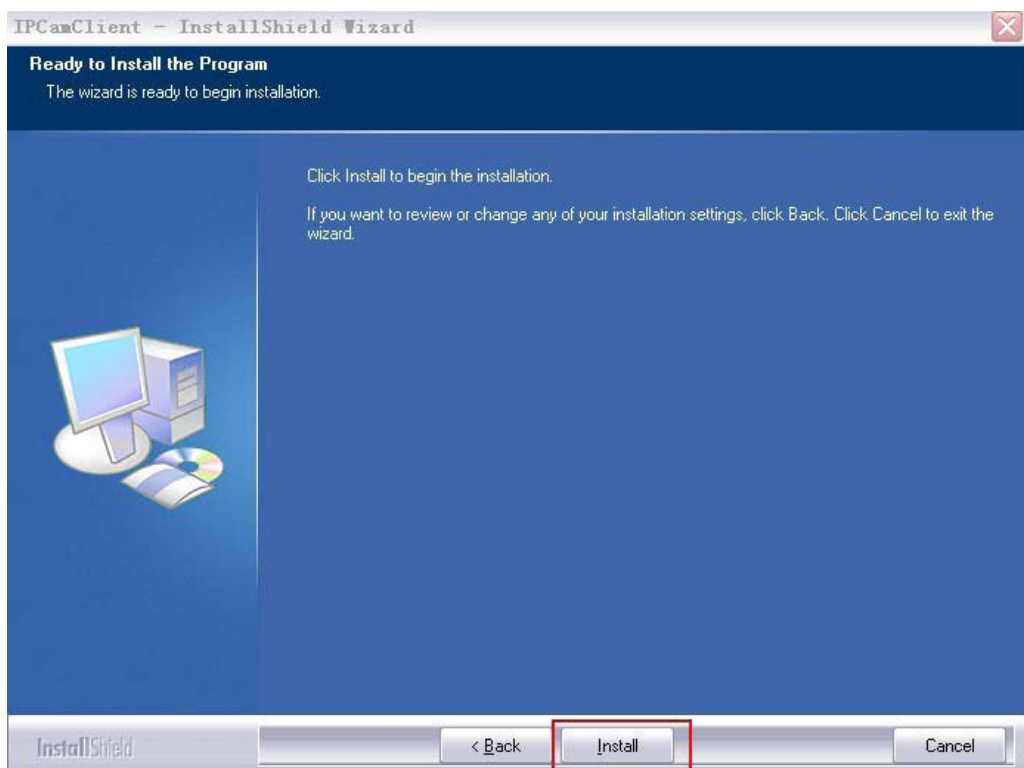 IPCamClient - InstallShield Wizard
Ready to Install the Program
The wizard is ready to begin installation.
Click Install to begin the installation.
If you want to review or change any of your installation settings, click Back. Click Cancel to exit the
wizard.
InstallShield
< Back
Install
Cancel